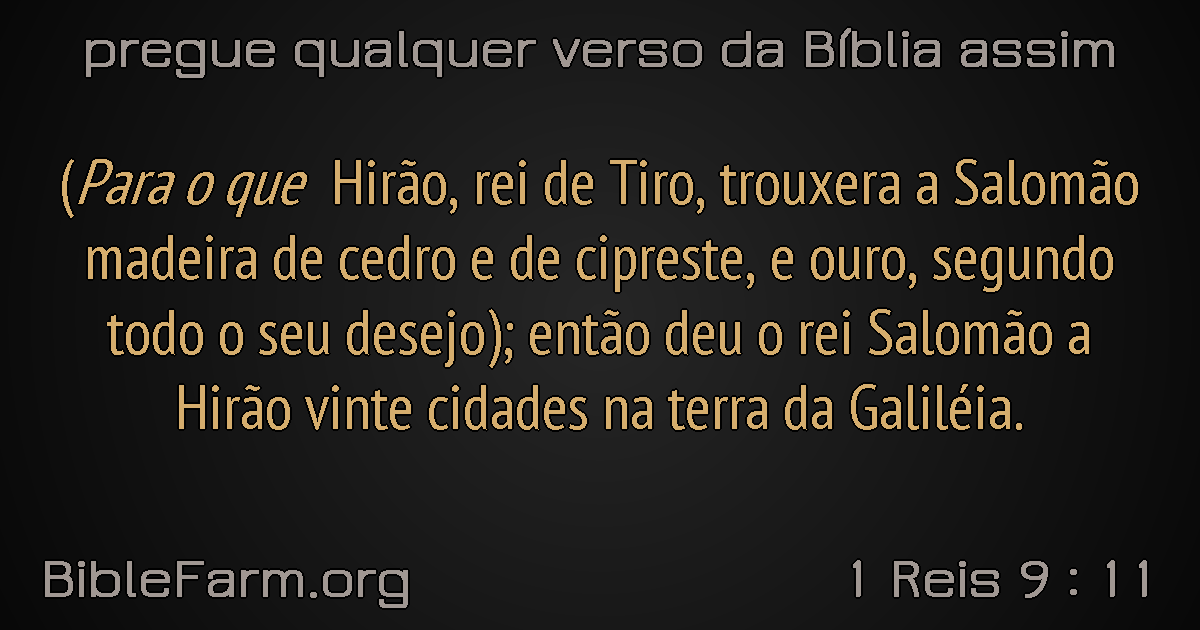 pregue qualquer verso da Bíblia assim
(Para o que Hirão, rei de Tiro, trouxera a Salomão
madeira de cedro e de cipreste, e ouro, segundo
todo o seu desejo); então deu o rei Salomão a
Hirão vinte cidades na terra da Galiléia.
BibleFarm.org
1 Reis 9 : 11